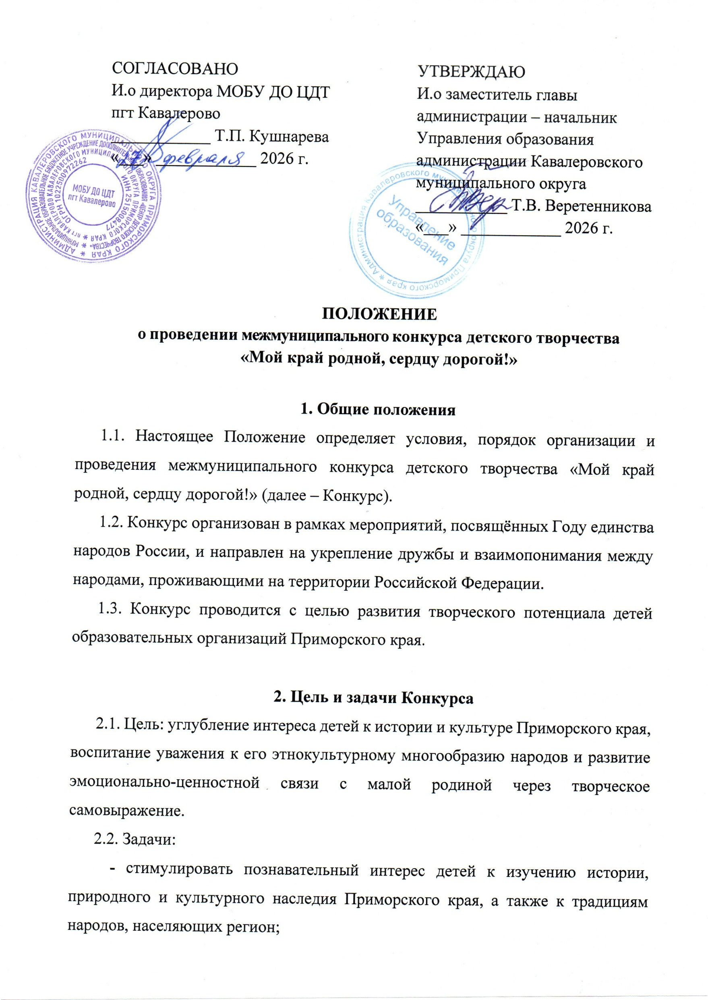 СОГЛАСОВАНО
И.о директора МОБУ ДО ЦДТ
пгт Кавалерово
____________ Т.П. Кушнарева
«17» февраля 2026 г.
АДМИНИСТРАЦИЯ КАВАЛЕРОВСКОГО МУНИЦИПАЛЬНОГО ОКРУГА ПРИМОРСКОГО КРАЯ
МУНИЦИПАЛЬНОЕ ОБРАЗОВАТЕЛЬНОЕ БЮДЖЕТНОЕ УЧРЕЖДЕНИЕ ДОПОЛНИТЕЛЬНОГО ОБРАЗОВАНИЯ «ЦЕНТР ДЕТСКОГО ТВОРЧЕСТВА»
пгт КАВАЛЕРОВО КАВАЛЕРОВСКОГО МУНИЦИПАЛЬНОГО ОКРУГА ПРИМОРСКОГО КРАЯ
ОГРН 1022500972262
ИНН 2515008477
МОБУ ДО ЦДТ
пгт Кавалерово
УТВЕРЖДАЮ
И.о заместитель главы
администрации – начальник
Управления образования
администрации Кавалеровского
муниципального округа
___________Т.В. Веретенникова
«___» ____________ 2026 г.
Администрация Кавалеровского муниципального округа Приморского края
Управление
образования
ПОЛОЖЕНИЕ
о проведении межмуниципального конкурса детского творчества
«Мой край родной, сердцу дорогой!»
1. Общие положения
1.1. Настоящее Положение определяет условия, порядок организации и
проведения межмуниципального конкурса детского творчества «Мой край
родной, сердцу дорогой!» (далее – Конкурс).
1.2. Конкурс организован в рамках мероприятий, посвящённых Году единства
народов России, и направлен на укрепление дружбы и взаимопонимания между
народами, проживающими на территории Российской Федерации.
1.3. Конкурс проводится с целью развития творческого потенциала детей
образовательных организаций Приморского края.
2. Цель и задачи Конкурса
2.1. Цель: углубление интереса детей к истории и культуре Приморского края,
воспитание уважения к его этнокультурному многообразию народов и развитие
эмоционально-ценностной связи с малой родиной через творческое
самовыражение.
2.2. Задачи:
- стимулировать познавательный интерес детей к изучению истории,
природного и культурного наследия Приморского края, а также к традициям
народов, населяющих регион;